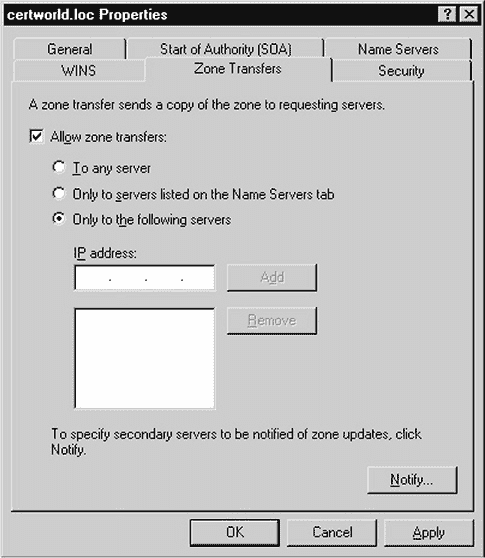 certworld.loc Properties
General Start of Authority (SOA) Name Servers
WINS Zone Transfers Security
A zone transfer sends a copy of the zone to requesting servers.
Allow zone transfers:
To any server
Only to servers listed on the Name Servers tab
Only to the following servers
IP address:
. . .
Add
Remove
To specify secondary servers to be notified of zone updates, click
Notify.
Notify...
OK Cancel Apply